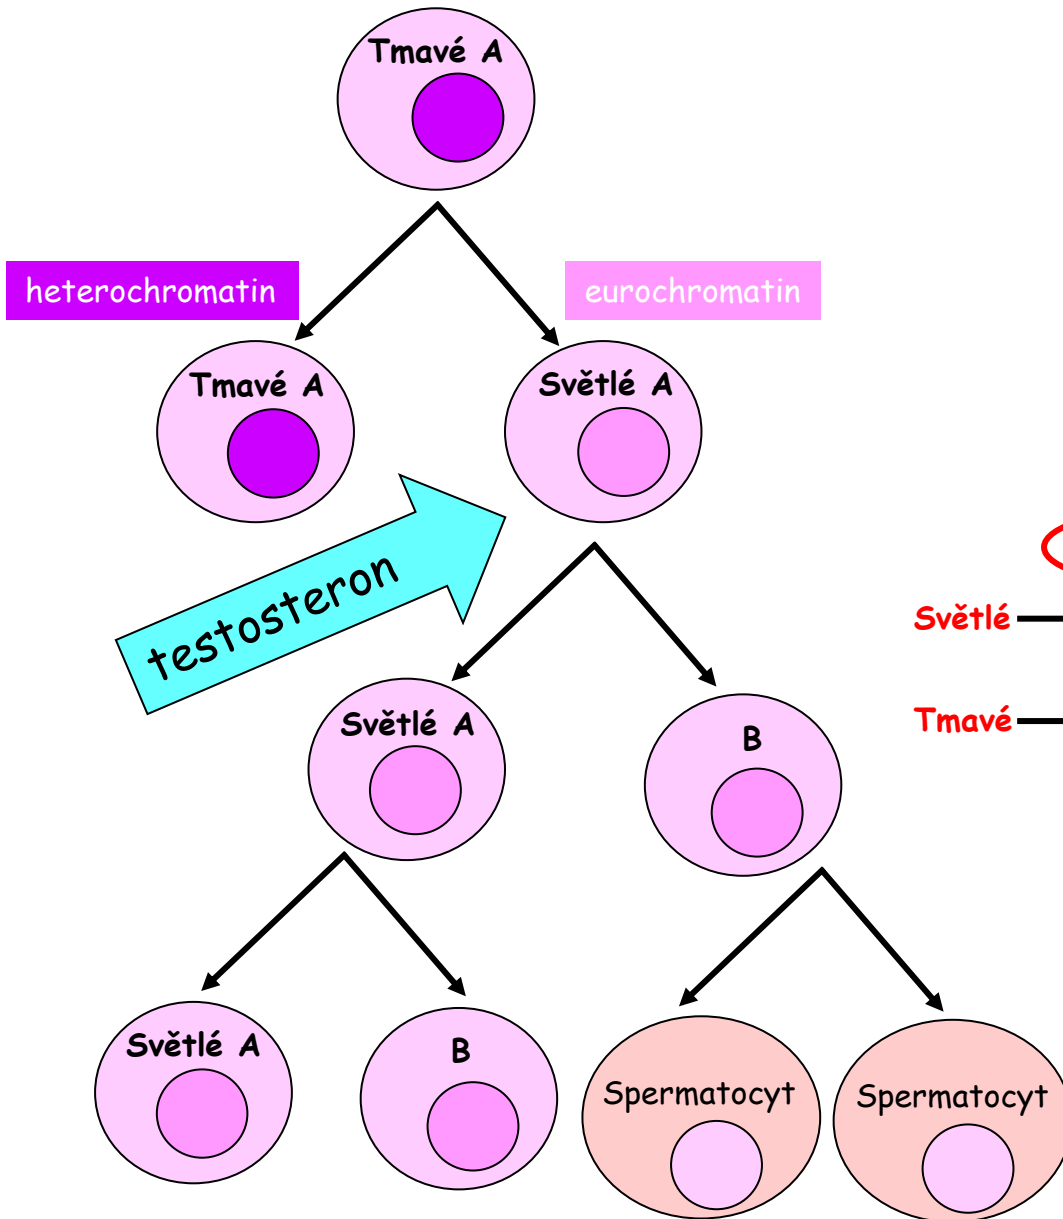 Tmavé A
heterochromatin
eurochromatin
Tmavé A
Světlé A
testosteron
Světlé
Tmavé
Světlé A
B
Světlé A
B
Spermatocyt
Spermatocyt